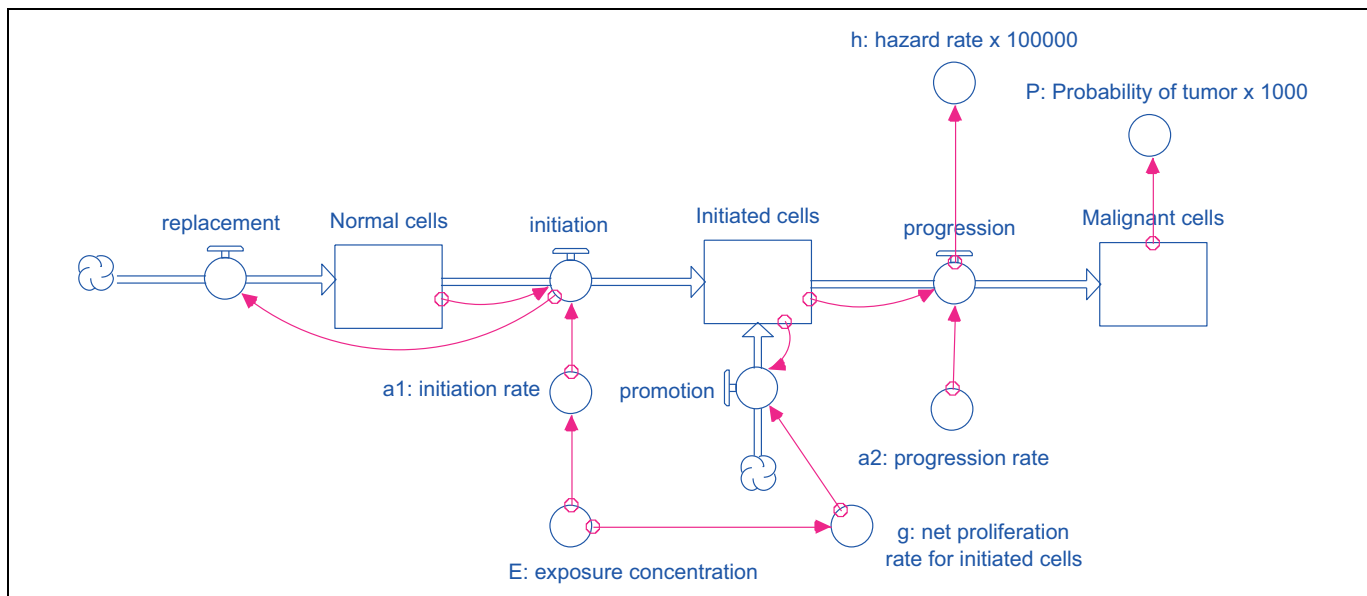 h: hazard rate x 100000
P: Probability of tumor x 1000
replacement
Normal cells
initiation
Initiated cells
progression
Malignant cells
a1: initiation rate
promotion
a2: progression rate
g: net proliferation
rate for initiated cells
E: exposure concentration